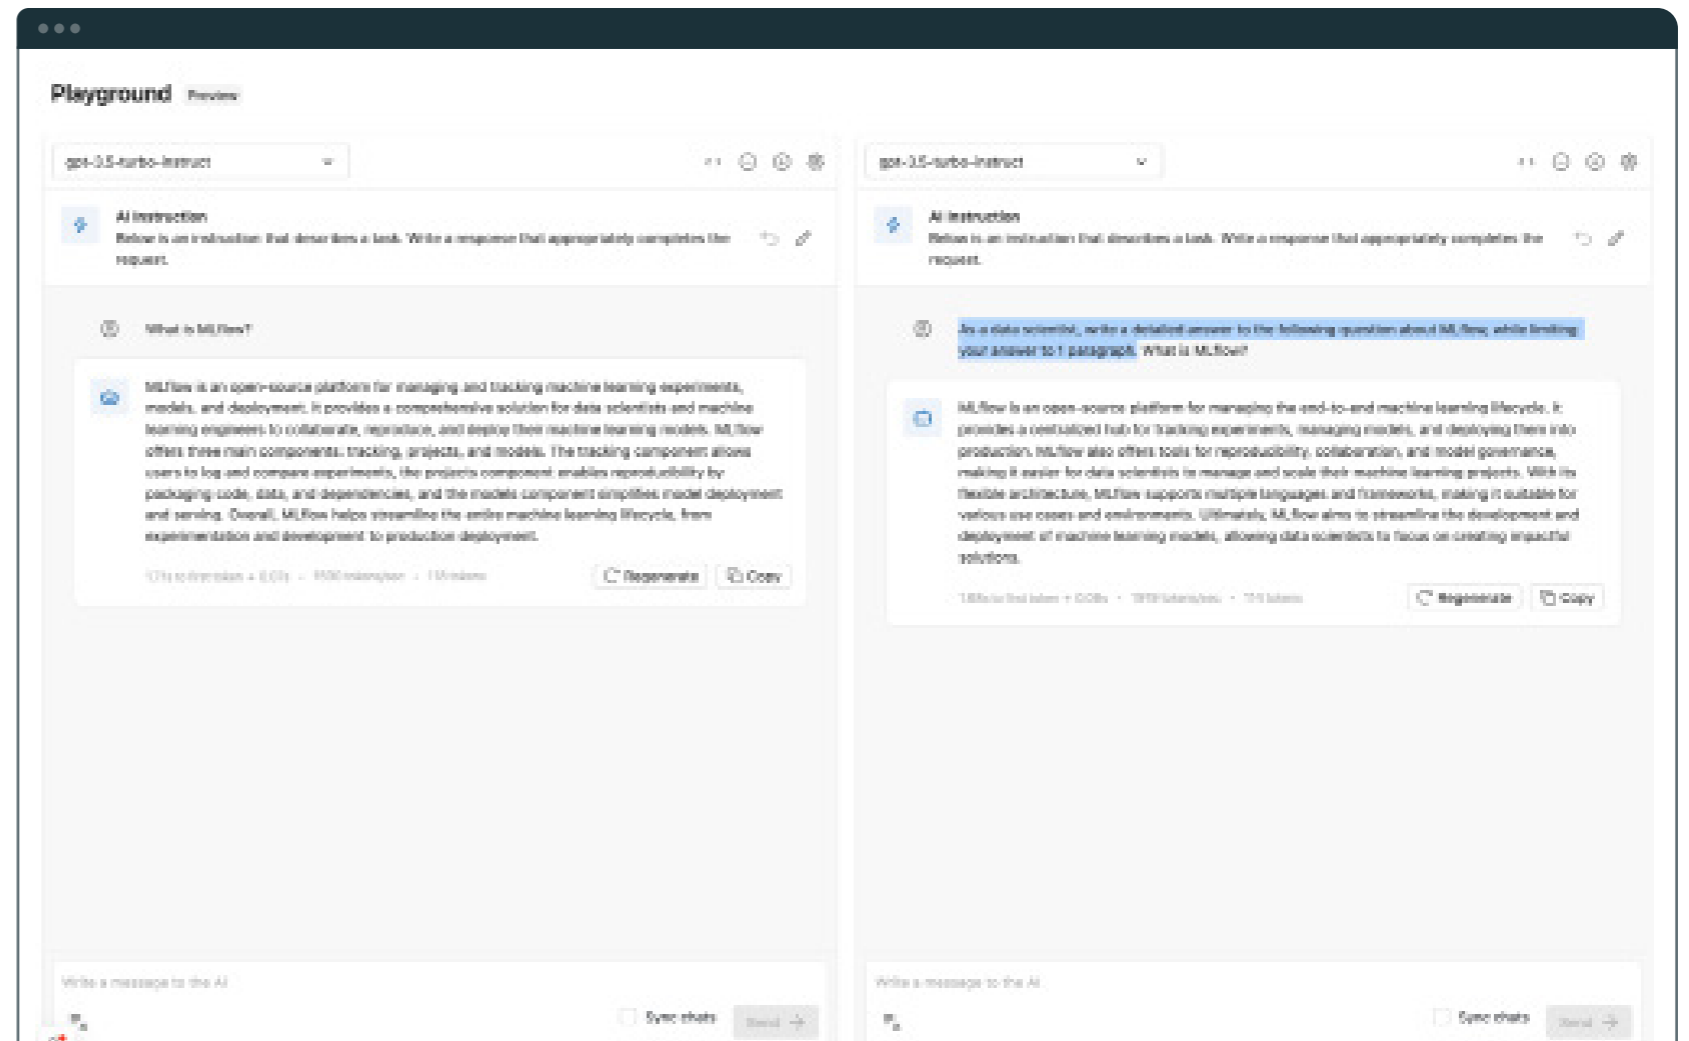 Playground Preview
gpt-3.5-turbo-instruct
AI instruction
Below is an instruction that describes a task. Write a response that appropriately completes the
request.
What is MLflow?
MLflow is an open-source platform for managing and tracking machine learning experiments,
models, and deployment. It provides a comprehensive solution for data scientists and machine
learning engineers to collaborate, reproduce, and deploy their machine learning models. MLflow
offers three main components: tracking, projects, and models. The tracking component allows
users to log and compare experiments, the projects component enables reproducibility by
packaging code, data, and dependencies, and the models component simplifies model deployment
and serving. Overall, MLflow helps streamline the entire machine learning lifecycle, from
experimentation and development to production deployment.
Regenerate Copy
Write a message to the AI
Sync chats Send
gpt-3.5-turbo-instruct
AI instruction
Below is an instruction that describes a task. Write a response that appropriately completes the
request.
As a data scientist, write a detailed answer to the following question about MLflow, while limiting
your answer to 1 paragraph. What is MLflow?
MLflow is an open-source platform for managing the end-to-end machine learning lifecycle. It
provides a centralized hub for tracking experiments, managing models, and deploying them into
production. MLflow also offers tools for reproducibility, collaboration, and model governance,
making it easier for data scientists to manage and scale their machine learning projects. With its
flexible architecture, MLflow supports multiple languages and frameworks, making it suitable for
various use cases and environments. Ultimately, MLflow aims to streamline the development and
deployment of machine learning models, allowing data scientists to focus on creating impactful
solutions.
Regenerate Copy
Write a message to the AI
Sync chats Send